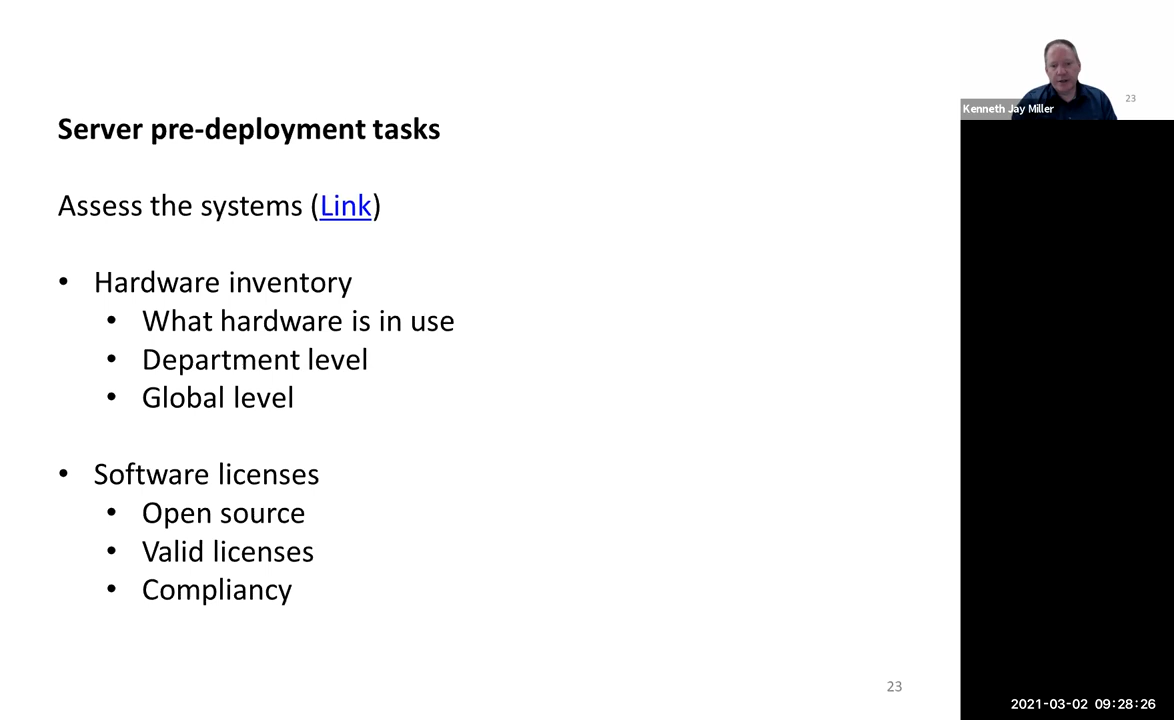 Server pre-deployment tasks
Assess the systems (Link)
• Hardware inventory
• What hardware is in use
• Department level
• Global level
• Software licenses
• Open source
• Valid licenses
• Compliancy
23
Kenneth Jay Miller
23
2021-03-02 09:28:26